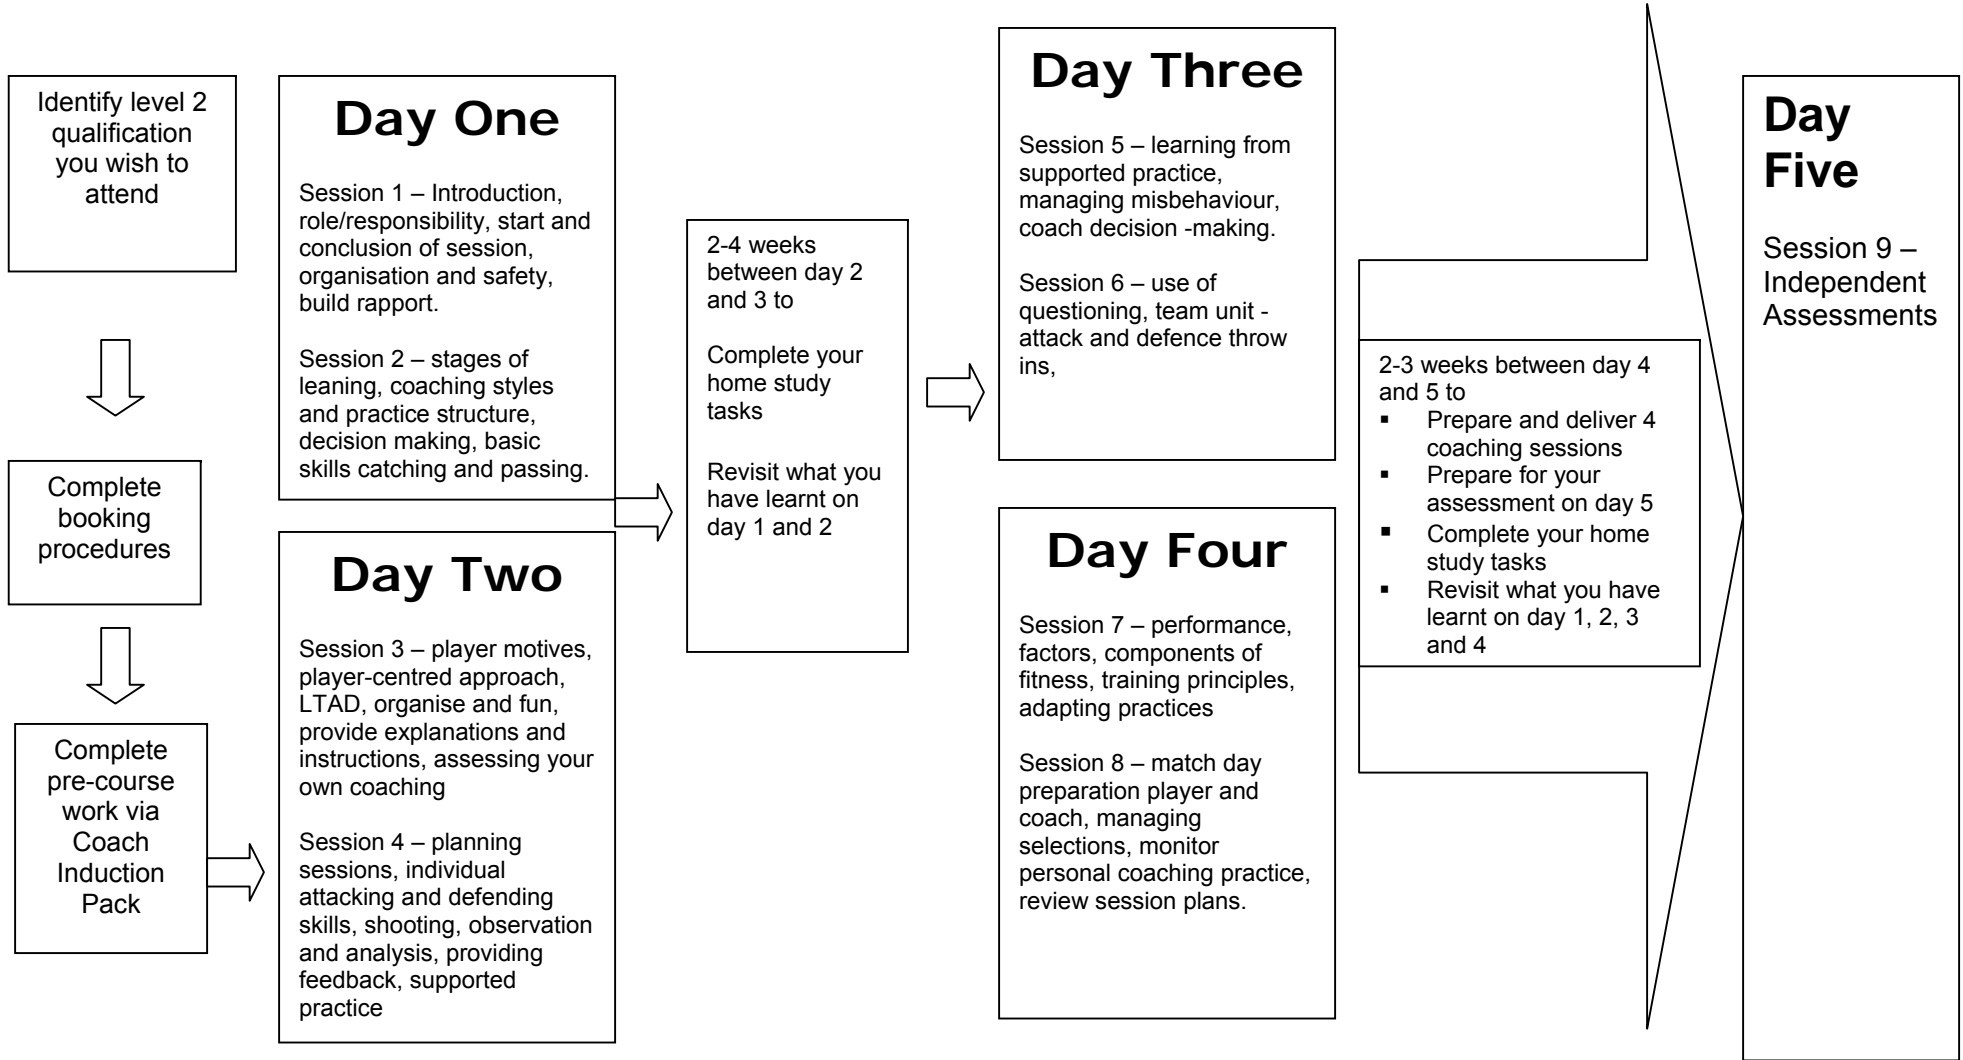 Identify level 2
qualification
you wish to
attend
Complete
booking
procedures
Complete
pre-course
work via
Coach
Induction
Pack
Day One
Session 1 – Introduction,
role/responsibility, start and
conclusion of session,
organisation and safety,
build rapport.
Session 2 – stages of
leaning, coaching styles
and practice structure,
decision making, basic
skills catching and passing.
Day Two
Session 3 – player motives,
player-centred approach,
LTAD, organise and fun,
provide explanations and
instructions, assessing your
own coaching
Session 4 – planning
sessions, individual
attacking and defending
skills, shooting, observation
and analysis, providing
feedback, supported
practice
2-4 weeks
between day 2
and 3 to
Complete your
home study
tasks
Revisit what you
have learnt on
day 1 and 2
Day Three
Session 5 – learning from
supported practice,
managing misbehaviour,
coach decision -making.
Session 6 – use of
questioning, team unit -
attack and defence throw
ins,
Day Four
Session 7 – performance,
factors, components of
fitness, training principles,
adapting practices
Session 8 – match day
preparation player and
coach, managing
selections, monitor
personal coaching practice,
review session plans.
2-3 weeks between day 4
and 5 to
▪ Prepare and deliver 4
coaching sessions
▪ Prepare for your
assessment on day 5
▪ Complete your home
study tasks
▪ Revisit what you have
learnt on day 1, 2, 3
and 4
Day
Five
Session 9 –
Independent
Assessments